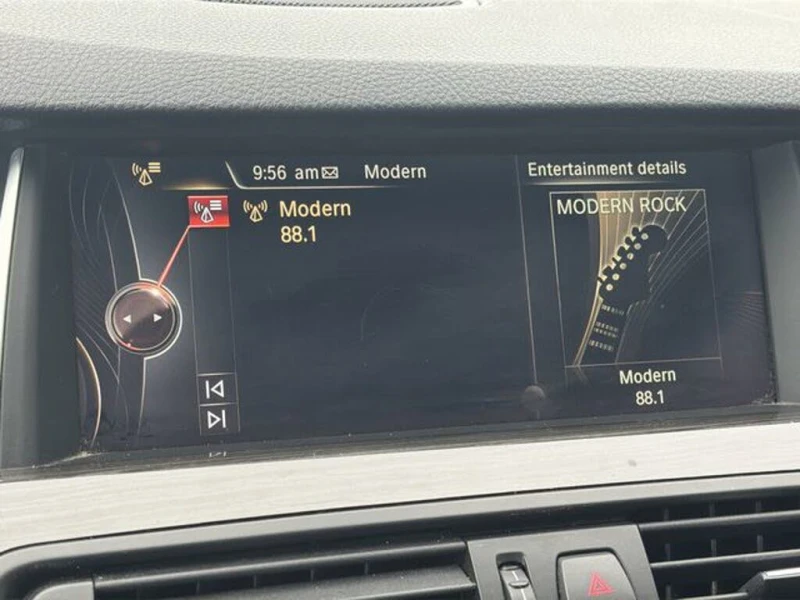 9:56 am Modern
Entertainment details
Modern
88.1
MODERN ROCK
Modern
88.1